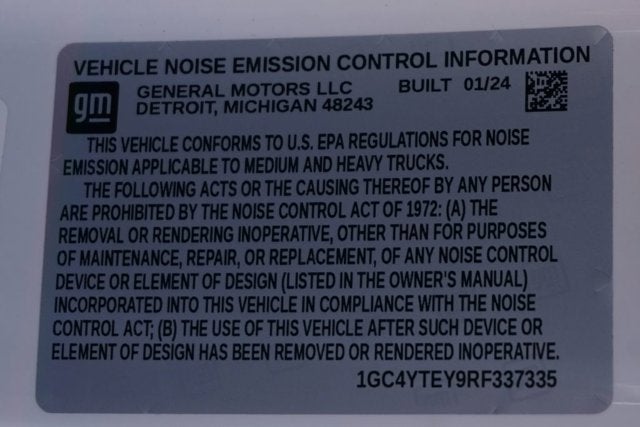 VEHICLE NOISE EMISSION CONTROL INFORMATION
gm
GENERAL MOTORS LLC BUILT 01/24
DETROIT, MICHIGAN 48243
THIS VEHICLE CONFORMS TO U.S. EPA REGULATIONS FOR NOISE
EMISSION APPLICABLE TO MEDIUM AND HEAVY TRUCKS.
THE FOLLOWING ACTS OR THE CAUSING THEREOF BY ANY PERSON
ARE PROHIBITED BY THE NOISE CONTROL ACT OF 1972: (A) THE
REMOVAL OR RENDERING INOPERATIVE, OTHER THAN FOR PURPOSES
OF MAINTENANCE, REPAIR, OR REPLACEMENT, OF ANY NOISE CONTROL
DEVICE OR ELEMENT OF DESIGN (LISTED IN THE OWNER'S MANUAL)
INCORPORATED INTO THIS VEHICLE IN COMPLIANCE WITH THE NOISE
CONTROL ACT; (B) THE USE OF THIS VEHICLE AFTER SUCH DEVICE OR
ELEMENT OF DESIGN HAS BEEN REMOVED OR RENDERED INOPERATIVE.
1GC4YTEY9RF337335